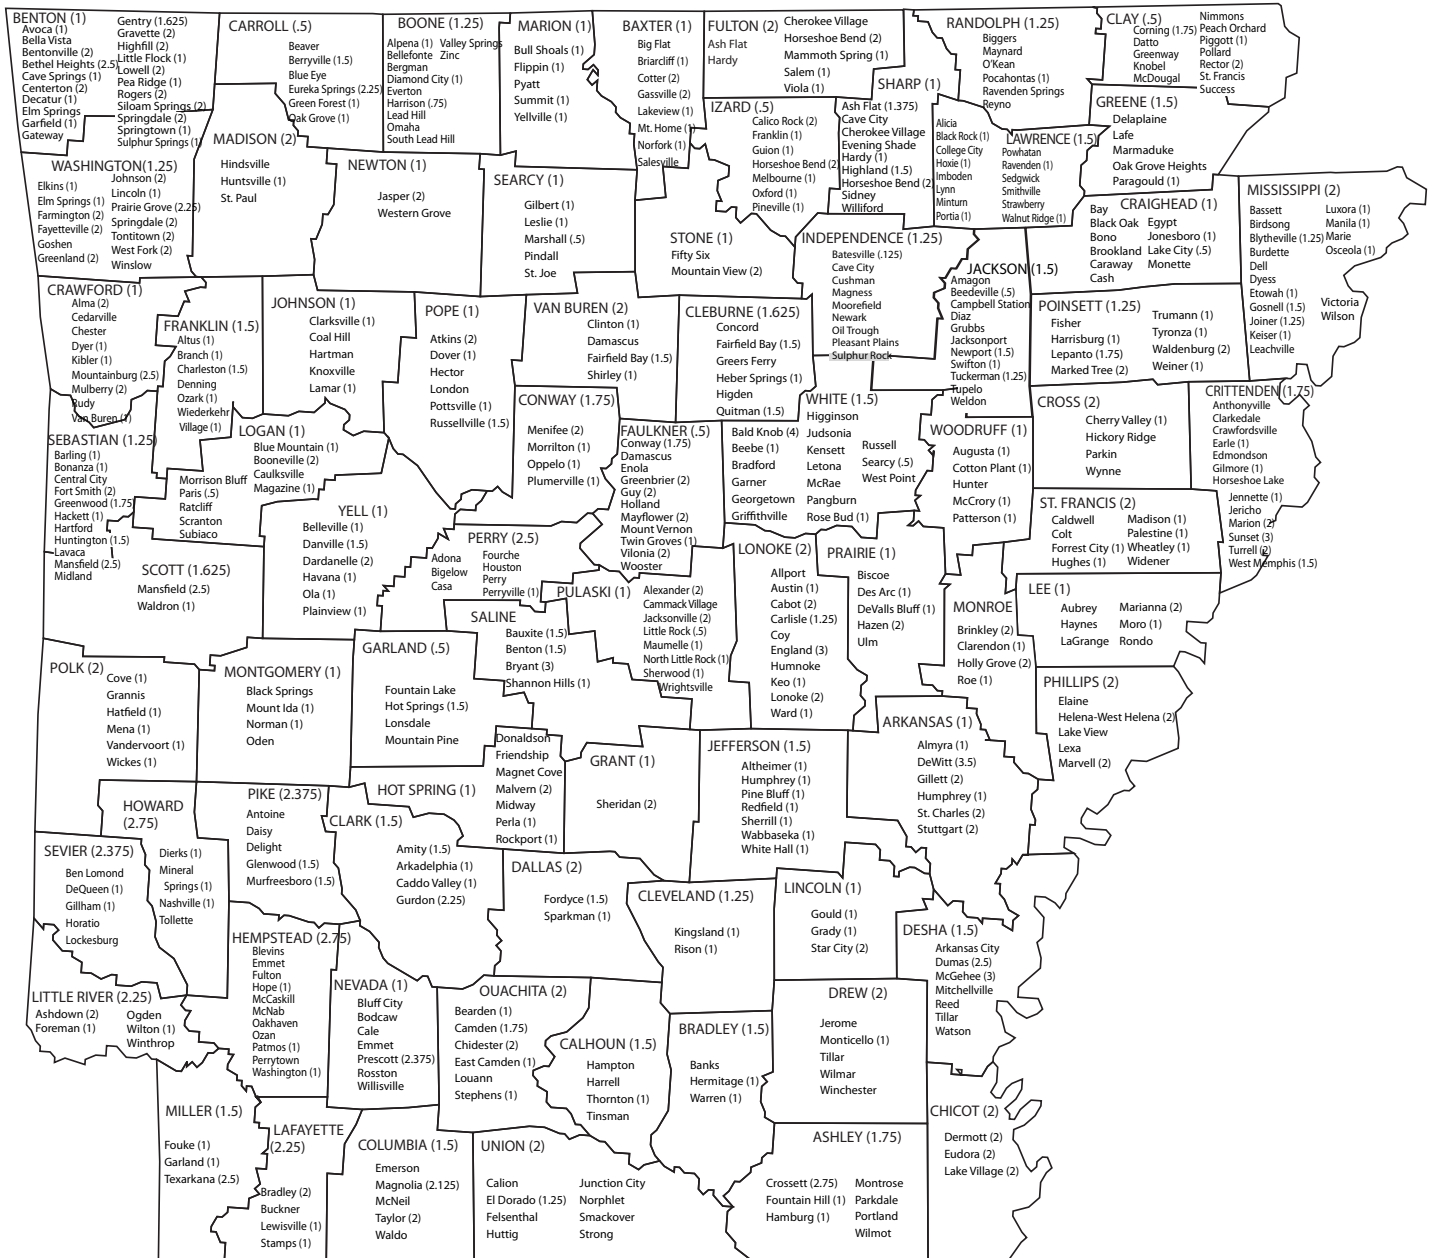 BENTON (1)
Avoca (1)
Bella Vista
Bentonville (2)
Bethel Heights (2.5)
Cave Springs (1)
Centerton (2)
Decatur (1)
Elm Springs
Garfield (1)
Gateway
Gentry (1.625)
Gravette (2)
Highfill (2)
Little Flock (1)
Lowell (2)
Pea Ridge (1)
Rogers (2)
Siloam Springs (2)
Springdale (2)
Springtown (1)
Sulphur Springs (1)
CARROLL (.5)
Beaver
Berryville (1.5)
Blue Eye
Eureka Springs (2.25)
Green Forest (1)
Oak Grove (1)
BOONE (1.25)
Alpena (1)
Bellefonte
Bergman
Diamond City (1)
Everton
Harrison (.75)
Lead Hill
Omaha
South Lead Hill
Valley Springs
Zinc
MARION (1)
Bull Shoals (1)
Flippin (1)
Pyatt
Summit (1)
Yellville (1)
BAXTER (1)
Big Flat
Briarcliff (1)
Cotter (2)
Gassville (2)
Lakeview (1)
Mt. Home (1)
Norfork (1)
Salesville
FULTON (2)
Ash Flat
Hardy
Cherokee Village
Horseshoe Bend (2)
Mammoth Spring (1)
Salem (1)
Viola (1)
SHARP (1)
Ash Flat (1.375)
Cave City
Cherokee Village
Evening Shade
Hardy (1)
Highland (1.5)
Horseshoe Bend (2)
Sidney
Williford
RANDOLPH (1.25)
Biggers
Maynard
O'Kean
Pocahontas (1)
Ravenden Springs
Reyno
CLAY (.5)
Corning (1.75)
Datto
Greenway
Knobel
McDougal
Nimmons
Peach Orchard
Piggott (1)
Pollard
Rector (2)
St. Francis
Success
GREENE (1.5)
Delaplaine
Lafe
Marmaduke
Oak Grove Heights
Paragould (1)
IZARD (.5)
Calico Rock (2)
Franklin (1)
Guion (1)
Horseshoe Bend (2)
Melbourne (1)
Oxford (1)
Pineville (1)
LAWRENCE (1.5)
Alicia
Black Rock (1)
College City
Hoxie (1)
Imboden
Lynn
Minturn
Portia (1)
Powhatan
Ravenden (1)
Sedgwick
Smithville
Strawberry
Walnut Ridge (1)
MADISON (2)
Hindsville
Huntsville (1)
St. Paul
WASHINGTON(1.25)
Elkins (1)
Elm Springs (1)
Farmington (2)
Fayetteville (2)
Goshen
Greenland (2)
Johnson (2)
Lincoln (1)
Prairie Grove (2.25)
Springdale (2)
Tontitown (2)
West Fork (2)
Winslow
NEWTON (1)
Jasper (2)
Western Grove
SEARCY (1)
Gilbert (1)
Leslie (1)
Marshall (.5)
Pindall
St. Joe
STONE (1)
Fifty Six
Mountain View (2)
INDEPENDENCE (1.25)
Batesville (.125)
Cave City
Cushman
Magness
Moorefield
Newark
Oil Trough
Pleasant Plains
Sulphur Rock
CRAIGHEAD (1)
Bay
Black Oak
Bono
Brookland
Caraway
Cash
Egypt
Jonesboro (1)
Lake City (.5)
Monette
MISSISSIPPI (2)
Bassett
Birdsong
Blytheville (1.25)
Burdette
Dell
Dyess
Etowah (1)
Gosnell (1.5)
Joiner (1.25)
Keiser (1)
Leachville
Luxora (1)
Manila (1)
Marie
Osceola (1)
Victoria
Wilson
JACKSON (1.5)
Amagon
Beedeville (.5)
Campbell Station
Diaz
Grubbs
Jacksonport
Newport (1.5)
Swifton (1)
Tuckerman (1.25)
Tupelo
Weldon
POINSETT (1.25)
Fisher
Harrisburg (1)
Lepanto (1.75)
Marked Tree (2)
Trumann (1)
Tyronza (1)
Waldenburg (2)
Weiner (1)
CRAWFORD (1)
Alma (2)
Cedarville
Chester
Dyer (1)
Kibler (1)
Mountainburg (2.5)
Mulberry (2)
Rudy
Van Buren (1)
FRANKLIN (1.5)
Altus (1)
Branch (1)
Charleston (1.5)
Denning
Ozark (1)
Wiederkehr
Village (1)
JOHNSON (1)
Clarksville (1)
Coal Hill
Hartman
Knoxville
Lamar (1)
POPE (1)
Atkins (2)
Dover (1)
Hector
London
Pottsville (1)
Russellville (1.5)
VAN BUREN (2)
Clinton (1)
Damascus
Fairfield Bay (1.5)
Shirley (1)
CLEBURNE (1.625)
Concord
Fairfield Bay (1.5)
Greers Ferry
Heber Springs (1)
Higden
Quitman (1.5)
CONWAY (1.75)
Menifee (2)
Morrilton (1)
Oppelo (1)
Plumerville (1)
FAULKNER (.5)
Conway (1.75)
Damascus
Enola
Greenbrier (2)
Guy (2)
Holland
Mayflower (2)
Mount Vernon
Twin Groves (1)
Vilonia (2)
Wooster
WHITE (1.5)
Bald Knob (4)
Beebe (1)
Bradford
Garner
Georgetown
Griffithville
Higginson
Judsonia
Kensett
Letona
McRae
Pangburn
Rose Bud (1)
Russell
Searcy (.5)
West Point
WOODRUFF (1)
Augusta (1)
Cotton Plant (1)
Hunter
McCrory (1)
Patterson (1)
CROSS (2)
Cherry Valley (1)
Hickory Ridge
Parkin
Wynne
CRITTENDEN (1.75)
Anthonyville
Clarkedale
Crawfordsville
Earle (1)
Edmondson
Gilmore (1)
Horseshoe Lake
Jennette (1)
Jericho
Marion (2)
Sunset (3)
Turrell (2)
West Memphis (1.5)
SEBASTIAN (1.25)
Barling (1)
Bonanza (1)
Central City
Fort Smith (2)
Greenwood (1.75)
Hackett (1)
Hartford
Huntington (1.5)
Lavaca
Mansfield (2.5)
Midland
LOGAN (1)
Blue Mountain (1)
Booneville (2)
Caulksville
Magazine (1)
Morrison Bluff
Paris (.5)
Ratcliff
Scranton
Subiaco
YELL (1)
Belleville (1)
Danville (1.5)
Dardanelle (2)
Havana (1)
Ola (1)
Plainview (1)
PERRY (2.5)
Adona
Bigelow
Casa
Fourche
Houston
Perry
Perryville (1)
SCOTT (1.625)
Mansfield (2.5)
Waldron (1)
ST. FRANCIS (2)
Caldwell
Colt
Forrest City (1)
Hughes (1)
Madison (1)
Palestine (1)
Wheatley (1)
Widener
LONOKE (2)
Allport
Austin (1)
Cabot (2)
Carlisle (1.25)
Coy
England (3)
Humnoke
Keo (1)
Lonoke (2)
Ward (1)
PRAIRIE (1)
Biscoe
Des Arc (1)
DeValls Bluff (1)
Hazen (2)
Ulm
PULASKI (1)
Alexander (2)
Cammack Village
Jacksonville (2)
Little Rock (.5)
Maumelle (1)
North Little Rock (1)
Sherwood (1)
Wrightsville
SALINE
Bauxite (1.5)
Benton (1.5)
Bryant (3)
Shannon Hills (1)
MONROE
Brinkley (2)
Clarendon (1)
Holly Grove (2)
Roe (1)
LEE (1)
Aubrey
Haynes
LaGrange
Marianna (2)
Moro (1)
Rondo
PHILLIPS (2)
Elaine
Helena-West Helena (2)
Lake View
Lexa
Marvell (2)
POLK (2)
Cove (1)
Grannis
Hatfield (1)
Mena (1)
Vandervoort (1)
Wickes (1)
MONTGOMERY (1)
Black Springs
Mount Ida (1)
Norman (1)
Oden
GARLAND (.5)
Fountain Lake
Hot Springs (1.5)
Lonsdale
Mountain Pine
HOT SPRING (1)
Donaldson
Friendship
Magnet Cove
Malvern (2)
Midway
Perla (1)
Rockport (1)
GRANT (1)
Sheridan (2)
JEFFERSON (1.5)
Altheimer (1)
Humphrey (1)
Pine Bluff (1)
Redfield (1)
Sherrill (1)
Wabbaseka (1)
White Hall (1)
ARKANSAS (1)
Almyra (1)
DeWitt (3.5)
Gillett (2)
Humphrey (1)
St. Charles (2)
Stuttgart (2)
HOWARD
(2.75)
Dierks (1)
Mineral
Springs (1)
Nashville (1)
Tollette
PIKE (2.375)
Antoine
Daisy
Delight
Glenwood (1.5)
Murfreesboro (1.5)
CLARK (1.5)
Amity (1.5)
Arkadelphia (1)
Caddo Valley (1)
Gurdon (2.25)
SEVIER (2.375)
Ben Lomond
DeQueen (1)
Gillham (1)
Horatio
Lockesburg
DALLAS (2)
Fordyce (1.5)
Sparkman (1)
CLEVELAND (1.25)
Kingsland (1)
Rison (1)
LINCOLN (1)
Gould (1)
Grady (1)
Star City (2)
DESHA (1.5)
Arkansas City
Dumas (2.5)
McGehee (3)
Mitchellville
Reed
Tillar
Watson
HEMPSTEAD (2.75)
Blevins
Emmet
Fulton
Hope (1)
McCaskill
McNab
Oakhaven
Ozan
Patmos (1)
Perrytown
Washington (1)
NEVADA (1)
Bluff City
Bodcaw
Cale
Emmet
Prescott (2.375)
Rosston
Willisville
LITTLE RIVER (2.25)
Ashdown (2)
Foreman (1)
Ogden
Wilton (1)
Winthrop
OUACHITA (2)
Bearden (1)
Camden (1.75)
Chidester (2)
East Camden (1)
Louann
Stephens (1)
CALHOUN (1.5)
Hampton
Harrell
Thornton (1)
Tinsman
BRADLEY (1.5)
Banks
Hermitage (1)
Warren (1)
DREW (2)
Jerome
Monticello (1)
Tillar
Wilmar
Winchester
MILLER (1.5)
Fouke (1)
Garland (1)
Texarkana (2.5)
LAFAYETTE
(2.25)
Bradley (2)
Buckner
Lewisville (1)
Stamps (1)
COLUMBIA (1.5)
Emerson
Magnolia (2.125)
McNeil
Taylor (2)
Waldo
UNION (2)
Calion
El Dorado (1.25)
Felsenthal
Huttig
Junction City
Norphlet
Smackover
Strong
ASHLEY (1.75)
Crossett (2.75)
Fountain Hill (1)
Hamburg (1)
Montrose
Parkdale
Portland
Wilmot
CHICOT (2)
Dermott (2)
Eudora (2)
Lake Village (2)